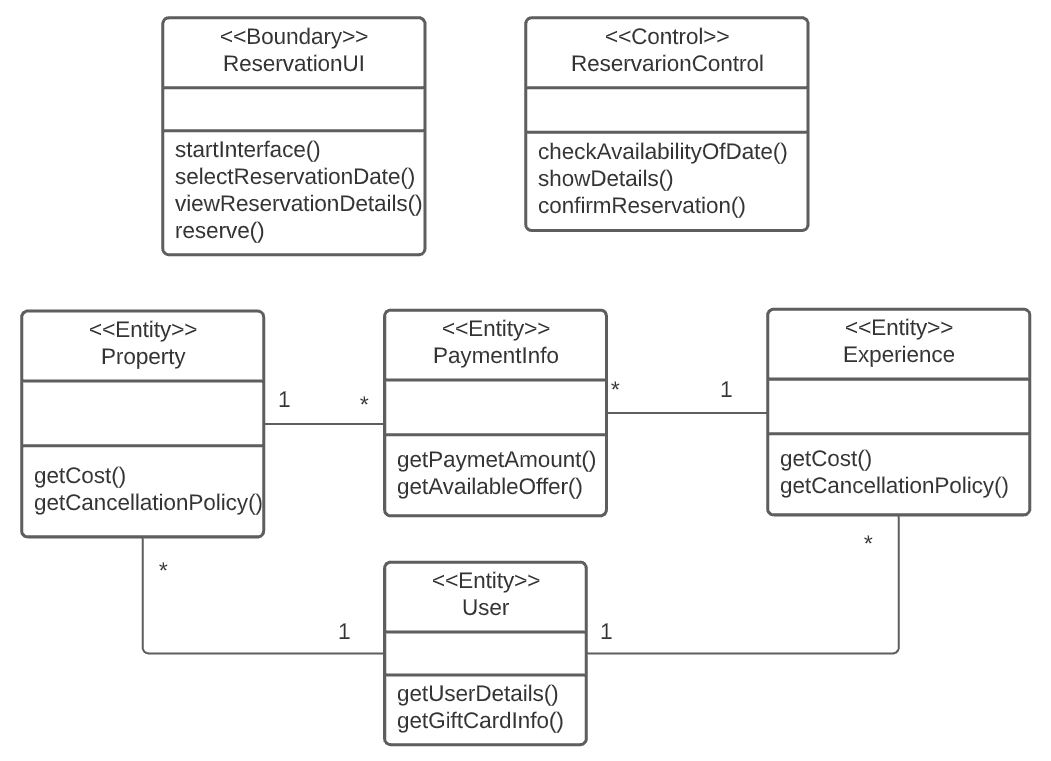 <<Boundary>>
ReservationUI
startInterface()
selectReservationDate()
viewReservationDetails()
reserve()
<<Control>>
ReservarionControl
checkAvailabilityOfDate()
showDetails()
confirmReservation()
<<Entity>>
Property
getCost()
getCancellationPolicy()
1
*
<<Entity>>
PaymentInfo
getPaymetAmount()
getAvailableOffer()
*
1
<<Entity>>
Experience
getCost()
getCancellationPolicy()
*
1
<<Entity>>
User
getUserDetails()
getGiftCardInfo()
1
*